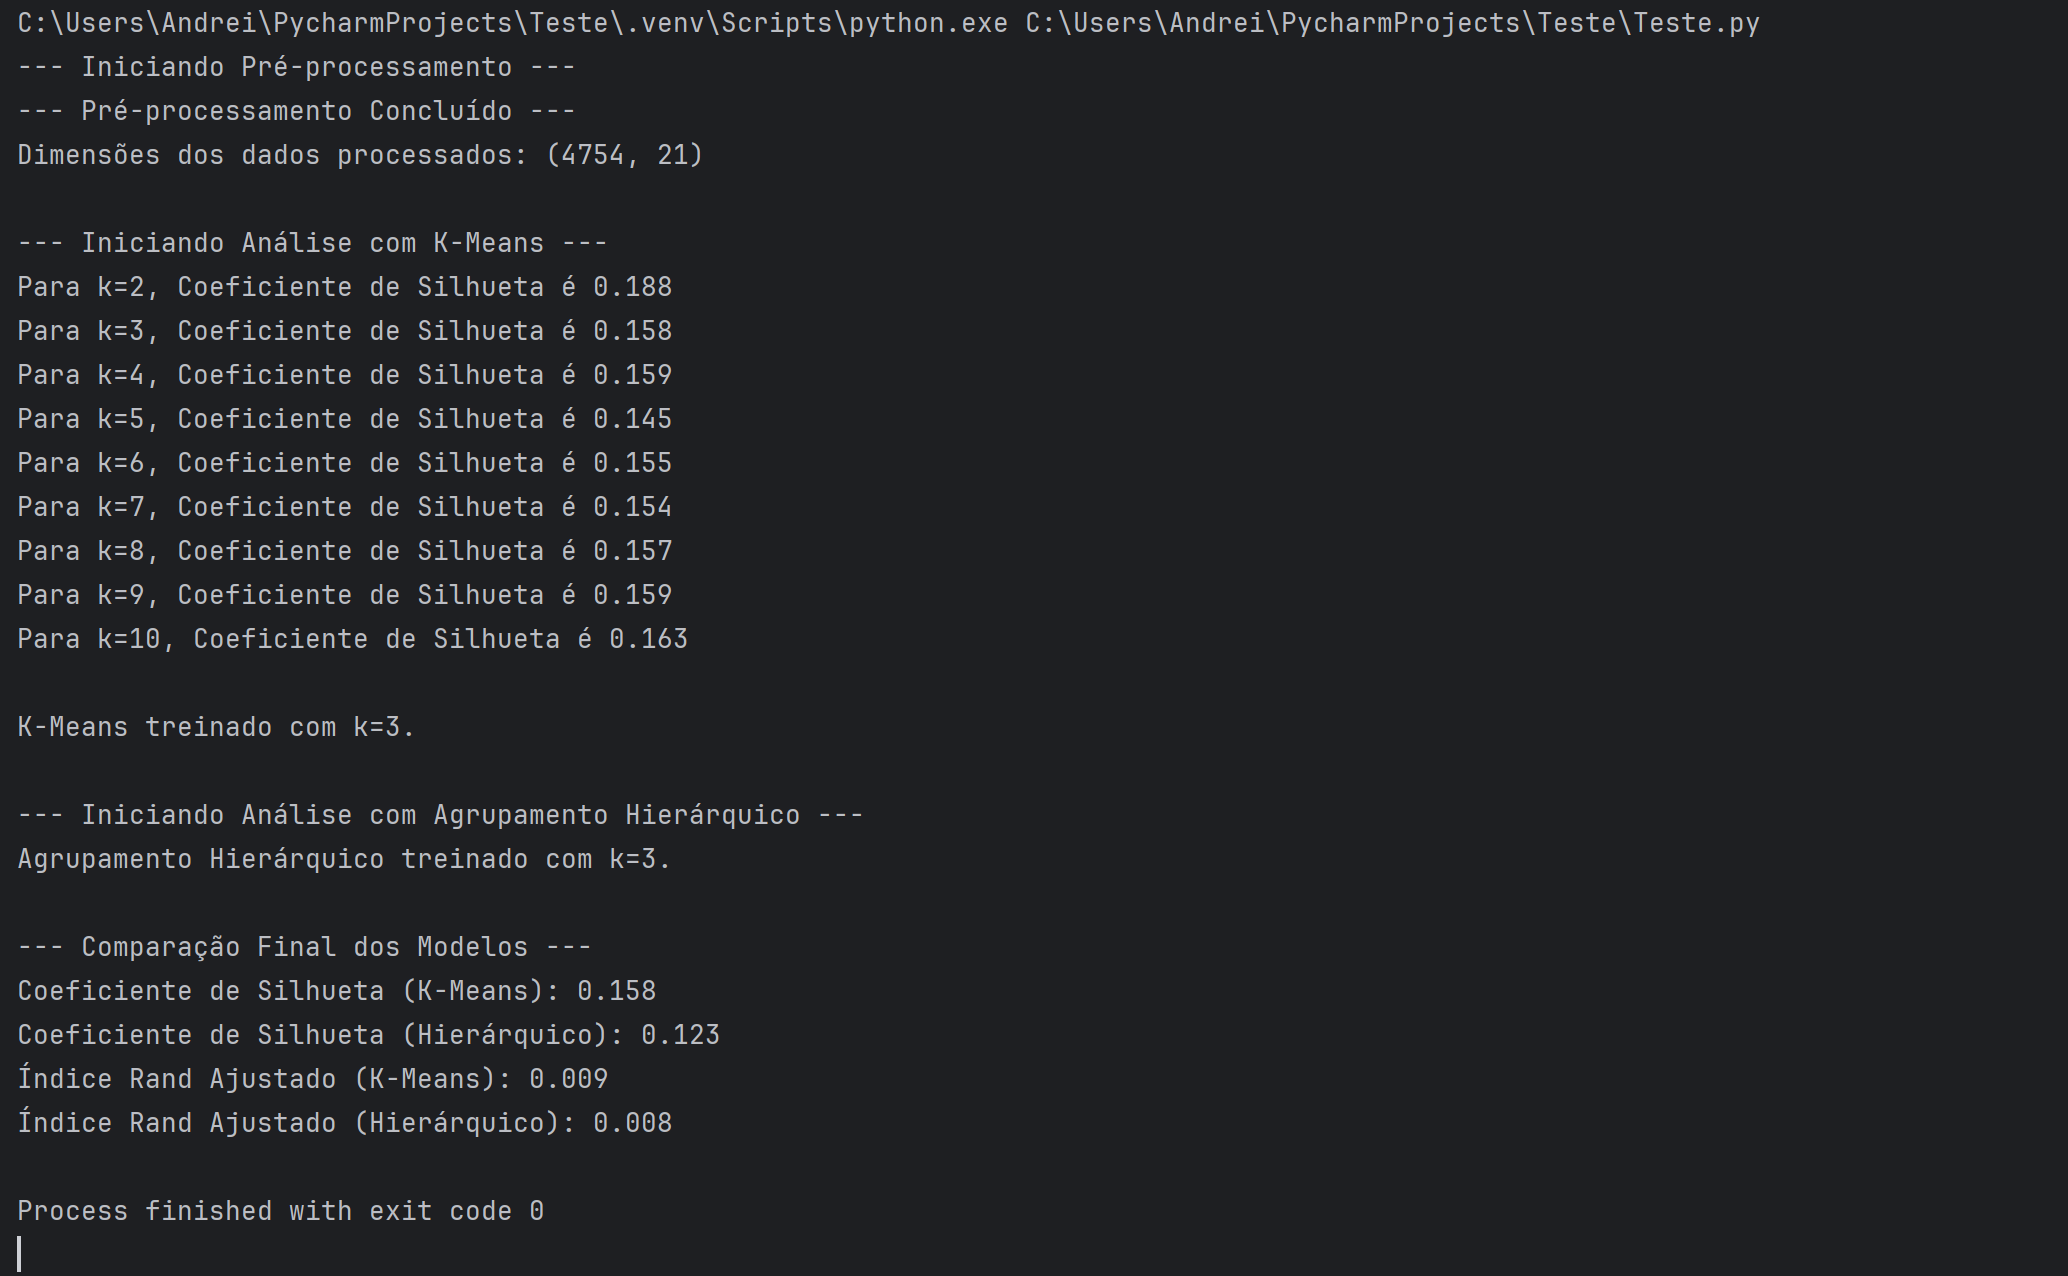 C:\Users\Andrei\PycharmProjects\Teste\.venv\Scripts\python.exe C:\Users\Andrei\PycharmProjects\Teste\Teste.py
--- Iniciando Pré-processamento ---
--- Pré-processamento Concluído ---
Dimensões dos dados processados: (4754, 21)
--- Iniciando Análise com K-Means ---
Para k=2, Coeficiente de Silhueta é 0.188
Para k=3, Coeficiente de Silhueta é 0.158
Para k=4, Coeficiente de Silhueta é 0.159
Para k=5, Coeficiente de Silhueta é 0.145
Para k=6, Coeficiente de Silhueta é 0.155
Para k=7, Coeficiente de Silhueta é 0.154
Para k=8, Coeficiente de Silhueta é 0.157
Para k=9, Coeficiente de Silhueta é 0.159
Para k=10, Coeficiente de Silhueta é 0.163
K-Means treinado com k=3.
--- Iniciando Análise com Agrupamento Hierárquico ---
Agrupamento Hierárquico treinado com k=3.
--- Comparação Final dos Modelos ---
Coeficiente de Silhueta (K-Means): 0.158
Coeficiente de Silhueta (Hierárquico): 0.123
Índice Rand Ajustado (K-Means): 0.009
Índice Rand Ajustado (Hierárquico): 0.008
Process finished with exit code 0